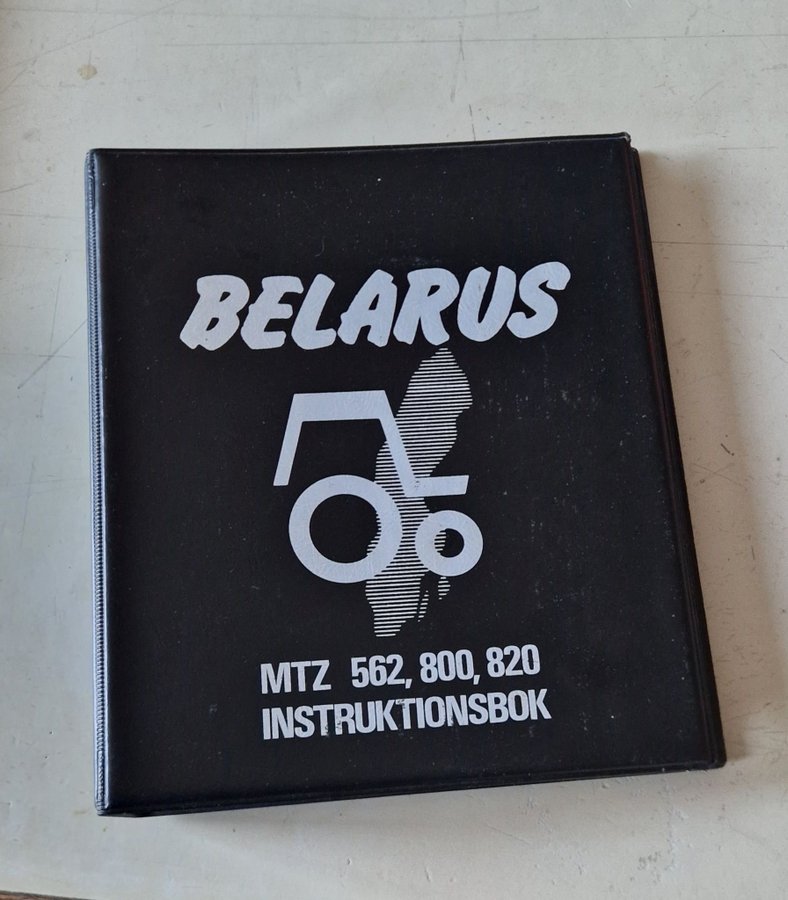 BELARUS
MTZ 562, 800, 820
INSTRUKTIONSBOK